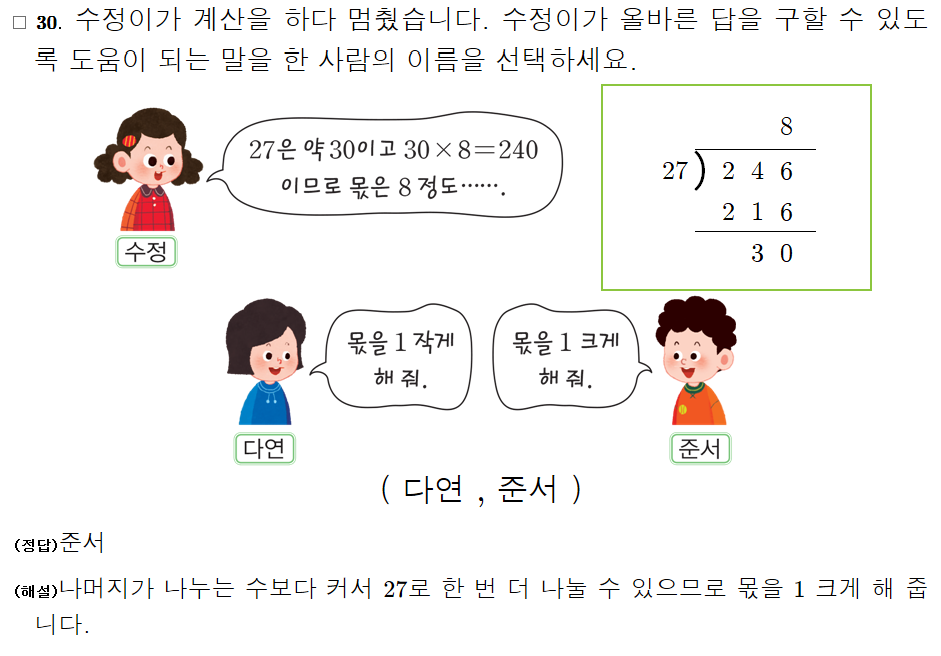 □ 30. 수정이가 계산을 하다 멈췄습니다. 수정이가 올바른 답을 구할 수 있도
록 도움이 되는 말을 한 사람의 이름을 선택하세요.
27은 약 30이고 30×8=240
이므로 몫은 8 정도…….
수정
8
27 ) 2 4 6
2 1 6
3 0
몫을 1 작게
해 줘.
다연
몫을 1 크게
해 줘.
준서
( 다연 , 준서 )
(정답)준서
(해설)나머지가 나누는 수보다 커서 27로 한 번 더 나눌 수 있으므로 몫을 1 크게 해 줍
니다.